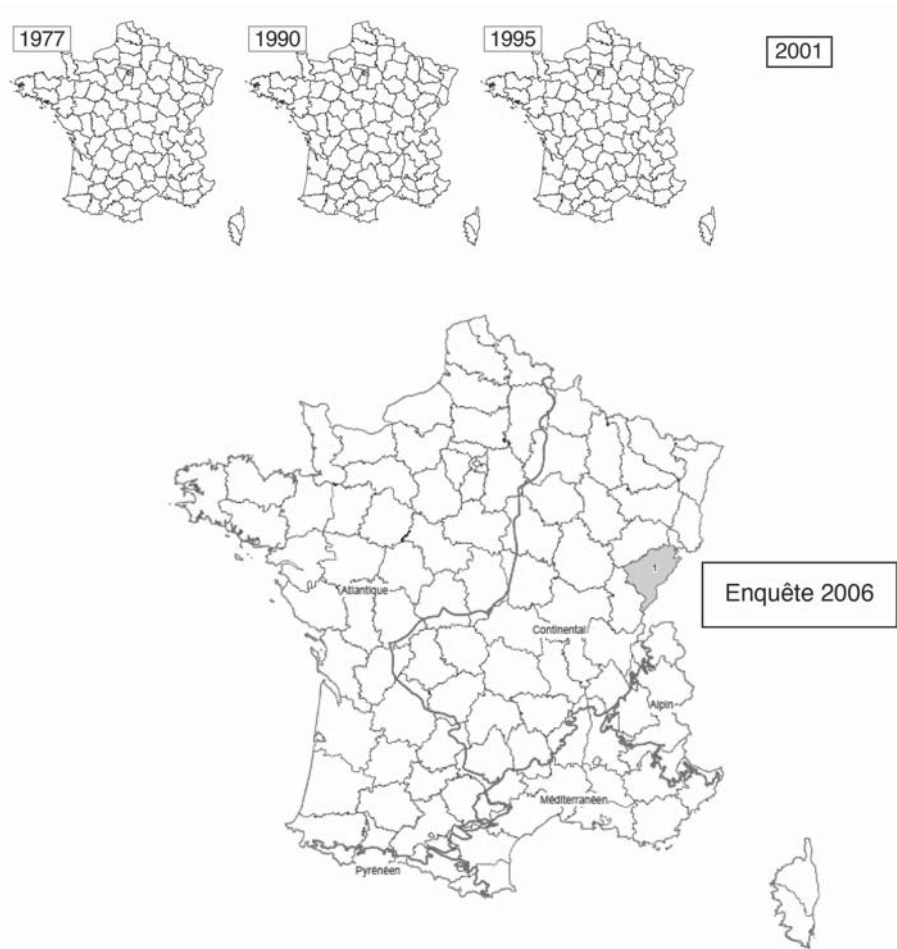 1977
1990
1995
2001
1
Enquête 2006
Atlantique
Continental
Alpin
Méditerranéen
Pyrénéen